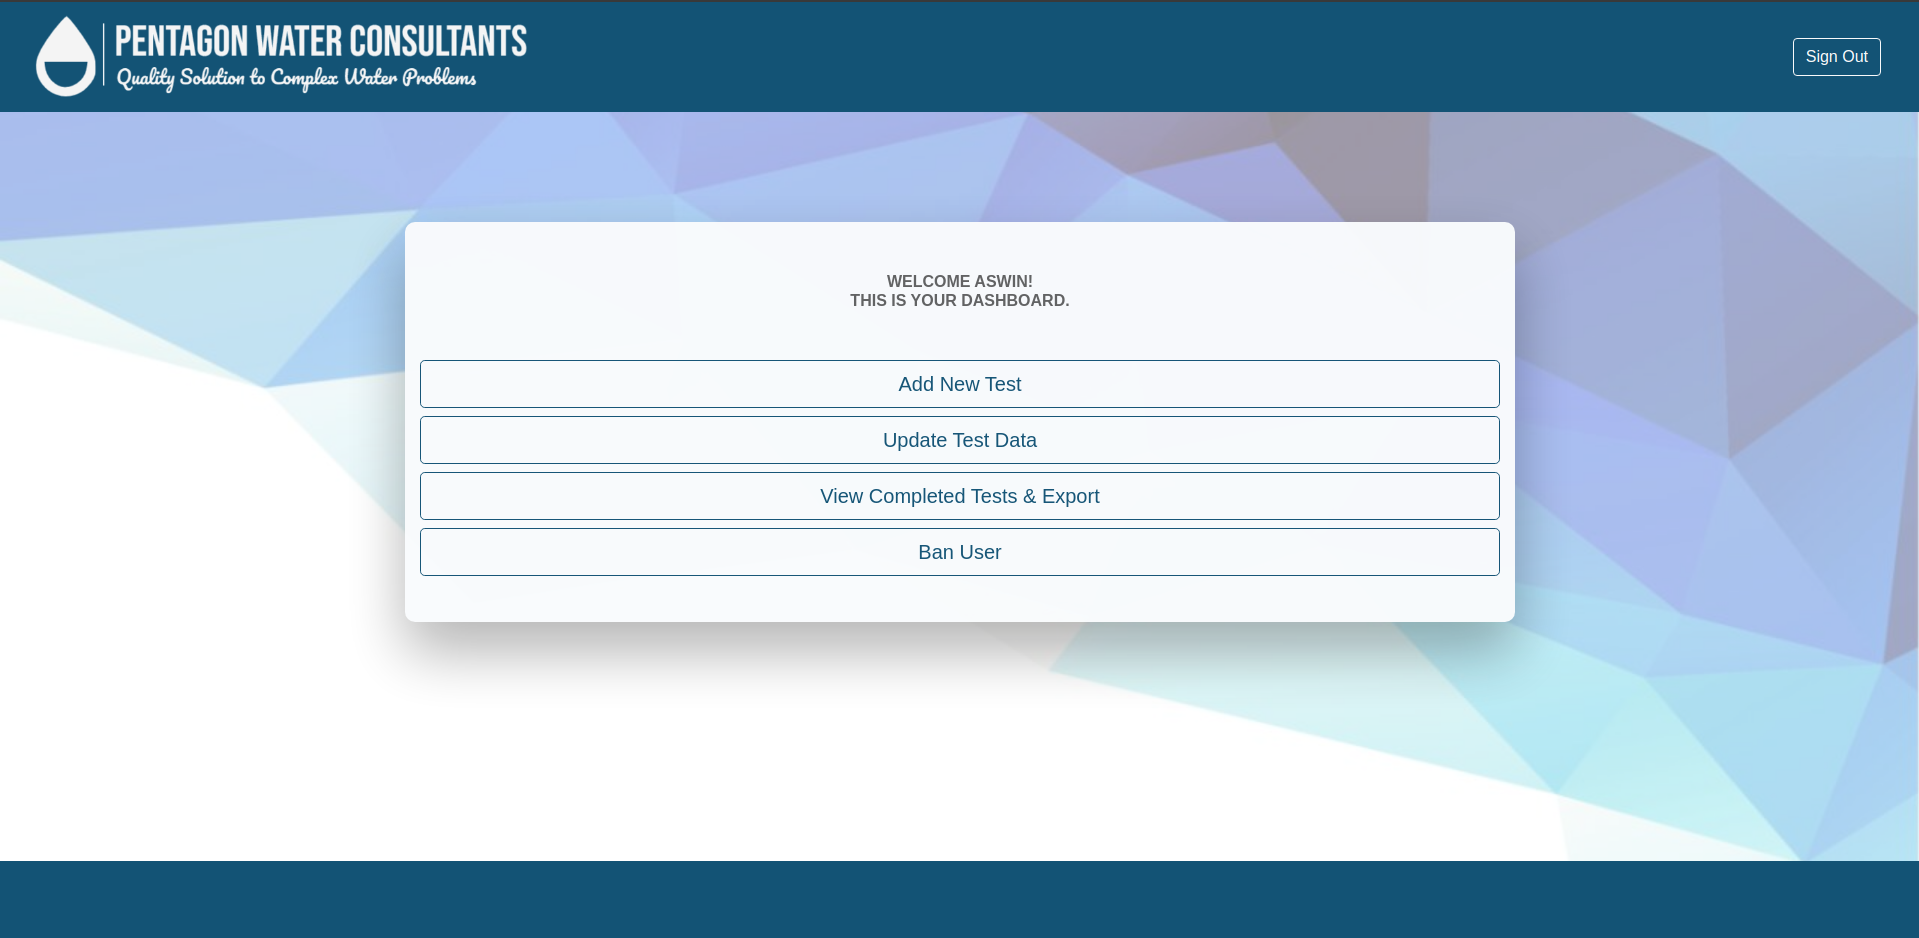 PENTAGON WATER CONSULTANTS
Quality Solution to Complex Water Problems
Sign Out
WELCOME ASWIN!
THIS IS YOUR DASHBOARD.
Add New Test
Update Test Data
View Completed Tests & Export
Ban User